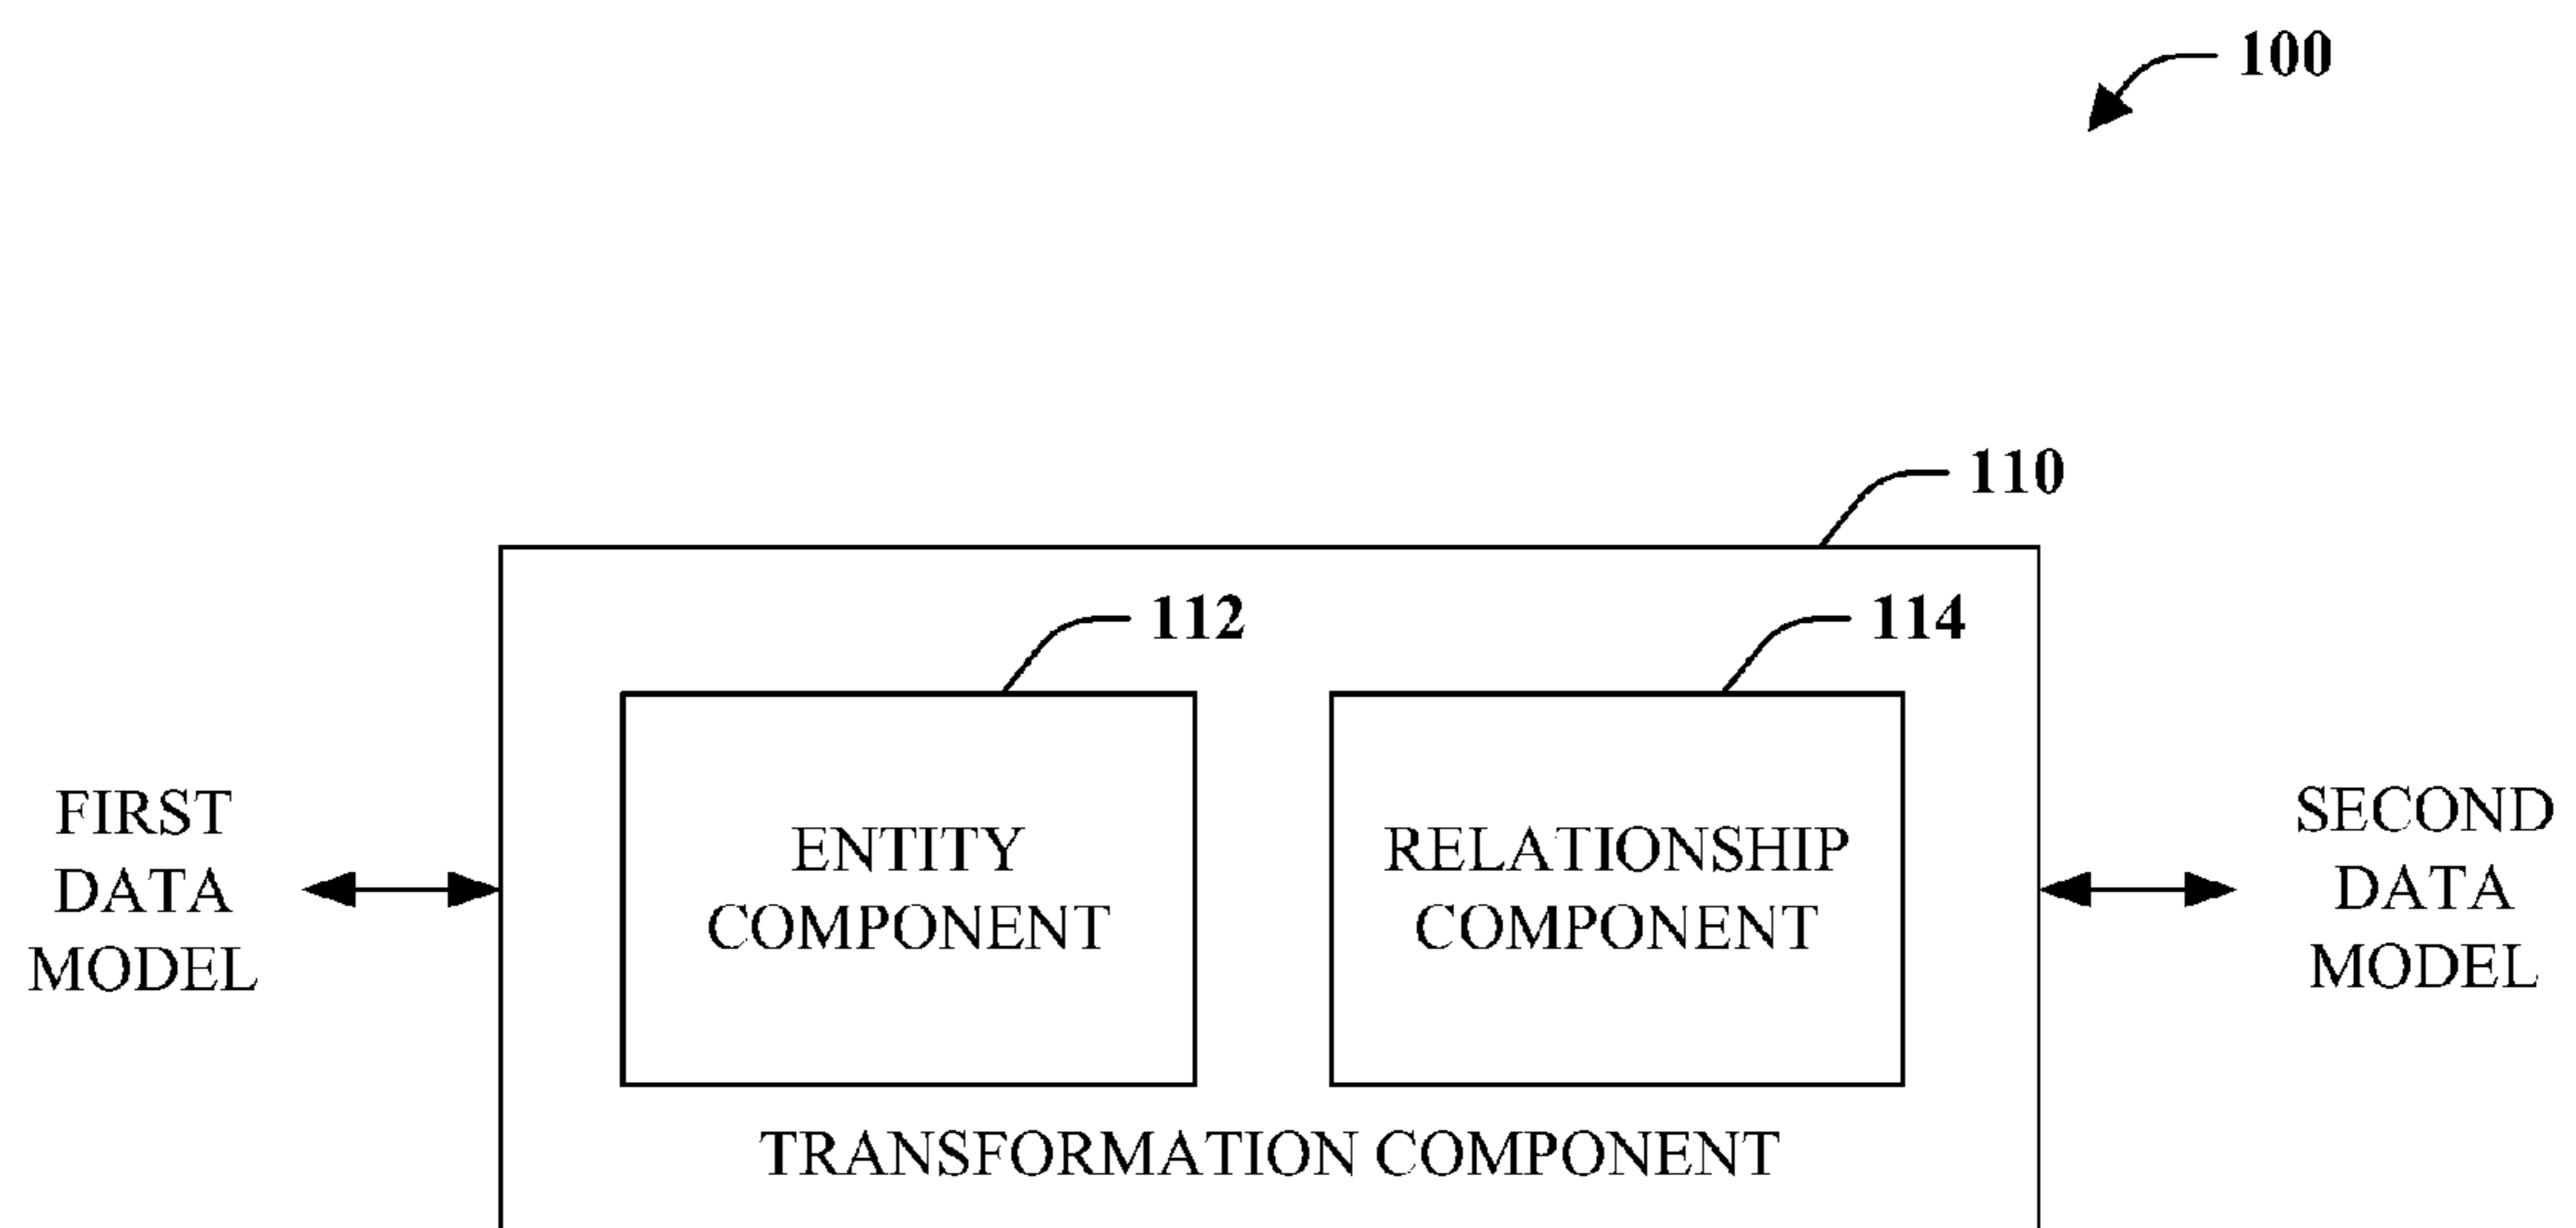 100
110
112
114
FIRST
DATA
MODEL
ENTITY
COMPONENT
RELATIONSHIP
COMPONENT
SECOND
DATA
MODEL
TRANSFORMATION COMPONENT